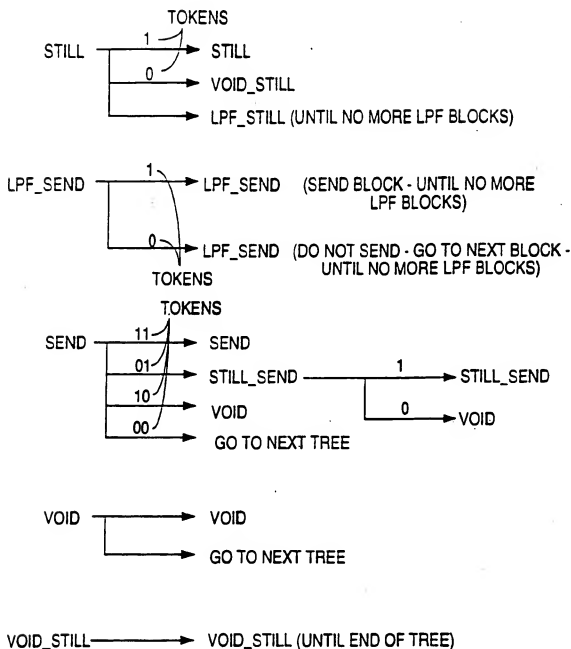 TOKENS
STILL 1 STILL
0 VOID_STILL
LPF_STILL (UNTIL NO MORE LPF BLOCKS)
LPF_SEND 1 LPF_SEND (SEND BLOCK - UNTIL NO MORE
LPF BLOCKS)
0 LPF_SEND (DO NOT SEND - GO TO NEXT BLOCK -
UNTIL NO MORE LPF BLOCKS)
TOKENS
TOKENS
SEND 11 SEND
01 STILL_SEND 1 STILL_SEND
10 VOID 0 VOID
00 GO TO NEXT TREE
VOID VOID
GO TO NEXT TREE
VOID_STILL VOID_STILL (UNTIL END OF TREE)